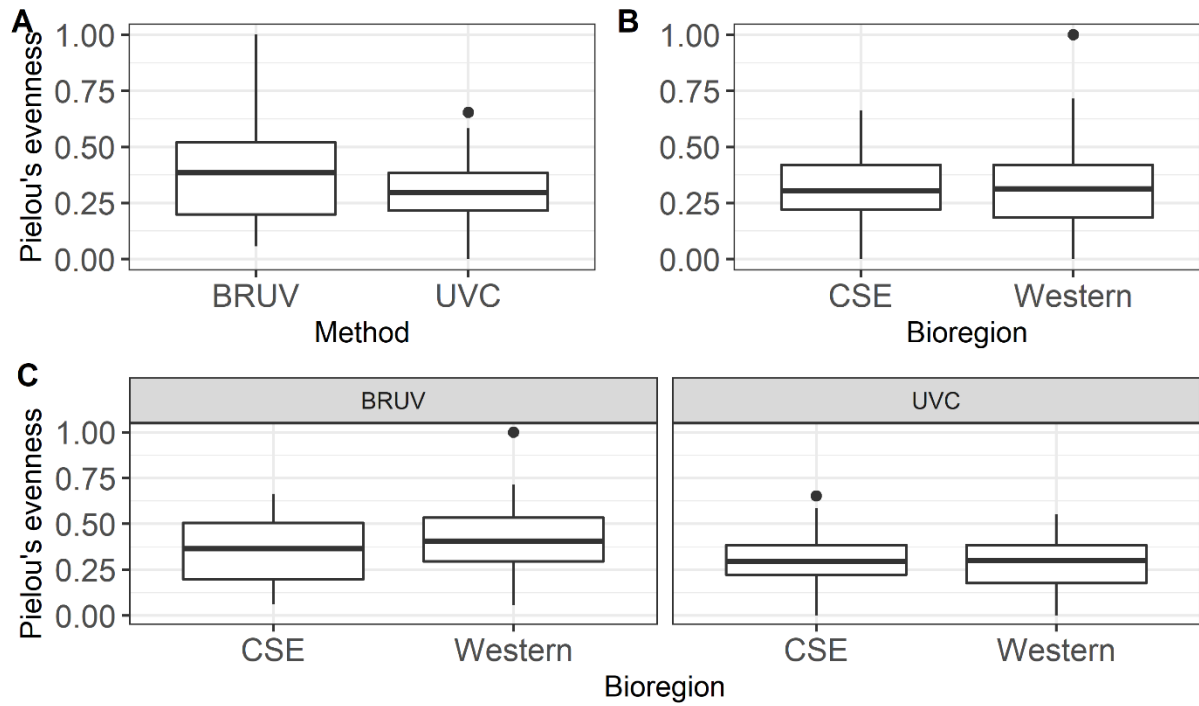 A
Pielou's evenness
1.00
0.75
0.50
0.25
0.00
BRUV UVC
Method
B
1.00
0.75
0.50
0.25
0.00
CSE Western
Bioregion
C
Pielou's evenness
BRUV UVC
1.00
0.75
0.50
0.25
0.00
CSE Western CSE Western
Bioregion